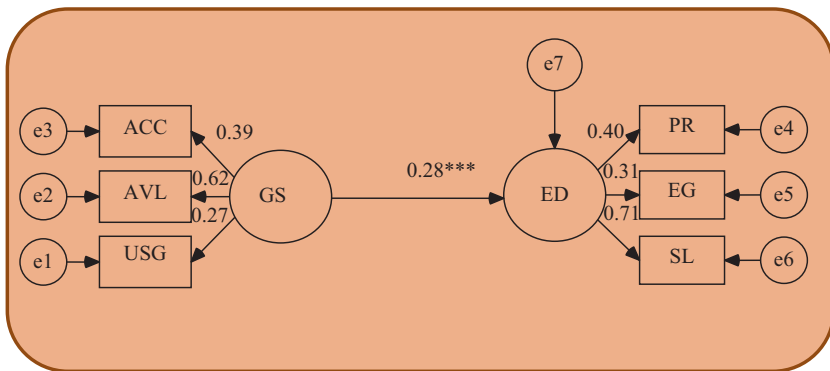 e7
e3
ACC
0.39
0.40
PR
e4
e2
AVL
0.62
GS
0.28***
ED
0.31
EG
e5
0.27
0.71
e1
USG
SL
e6